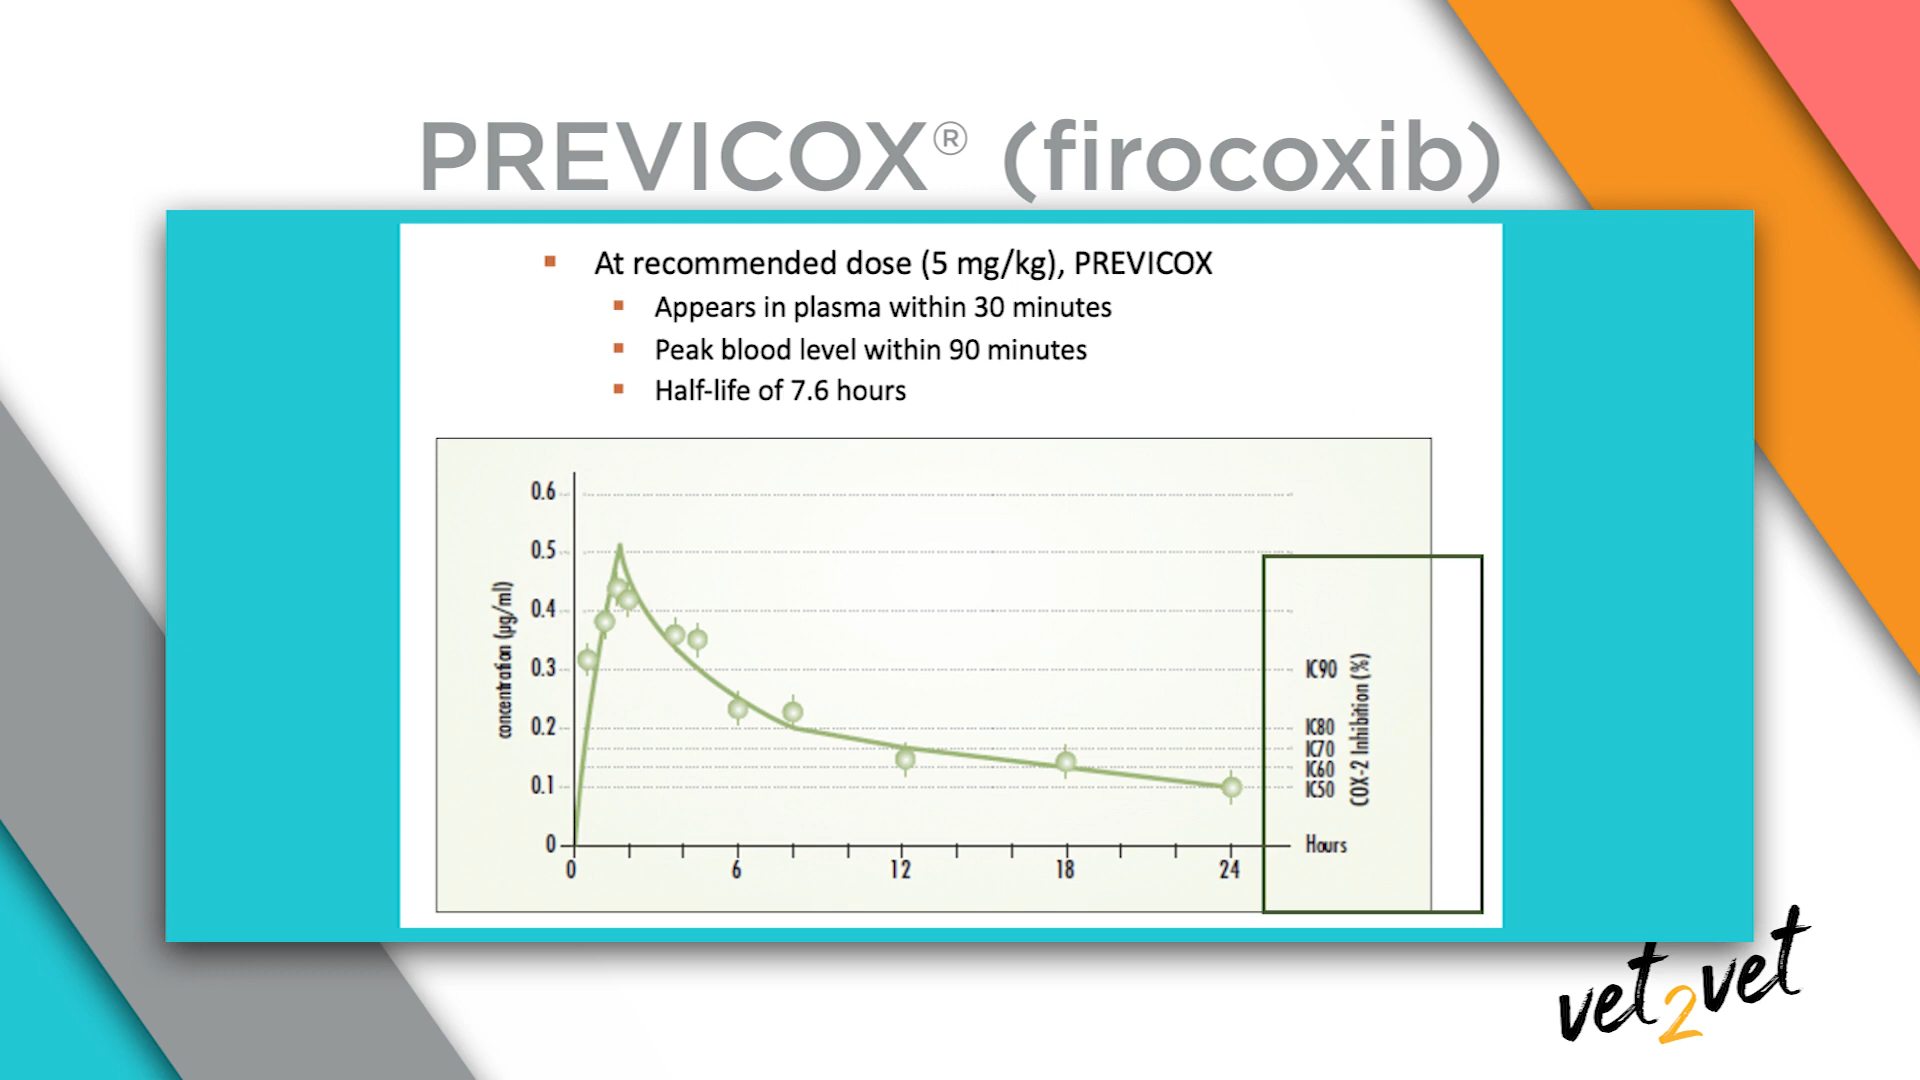 PREVICOX® (firocoxib)
At recommended dose (5 mg/kg), PREVICOX
Appears in plasma within 30 minutes
Peak blood level within 90 minutes
Half-life of 7.6 hours
concentration (µg/ml)
0.6
0.5
0.4
0.3
0.2
0.1
0
0 6 12 18 24
IC90
IC80
IC70
IC60
IC50
COX-2 Inhibition (%)
Hours
vet2vet